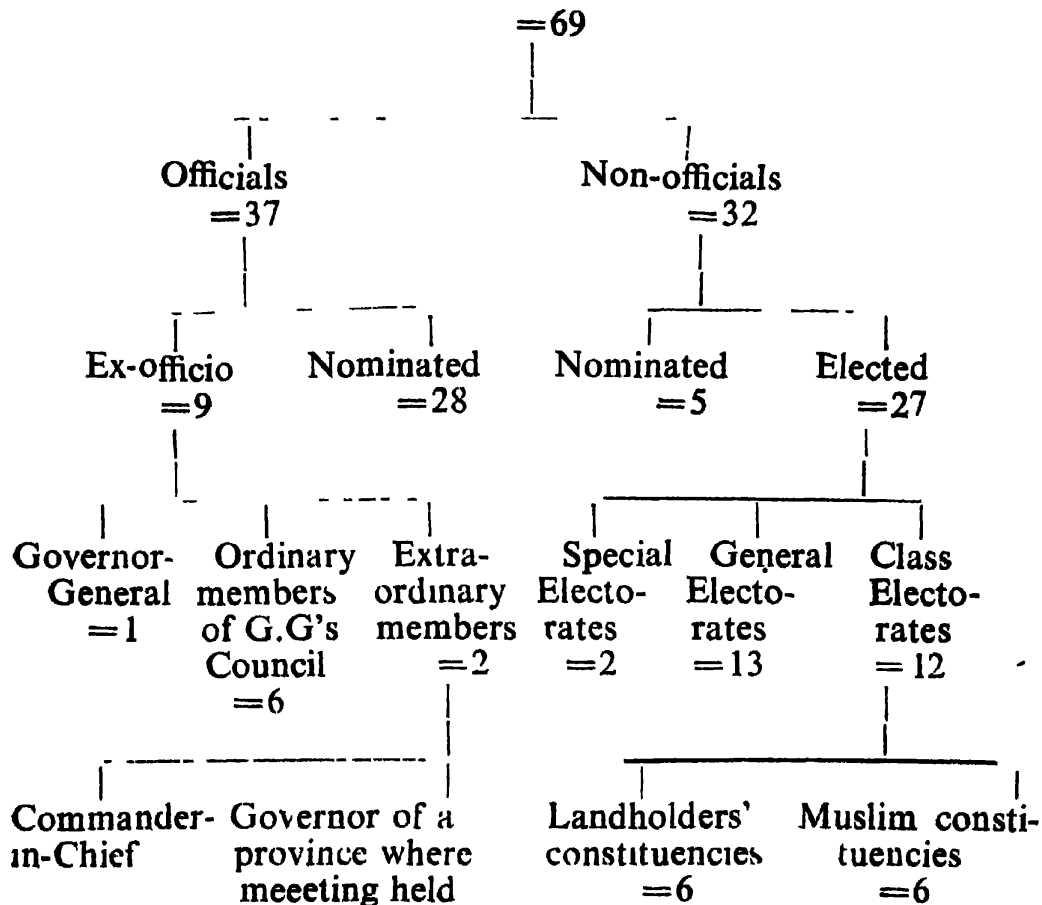 =69
Officials
=37
Non-officials
=32
Ex-officio
=9
Nominated
=28
Nominated
=5
Elected
=27
Governor-
General
=1
Ordinary
members
of G.G's
Council
=6
Extra-
ordinary
members
=2
Special
Electo-
rates
=2
General
Electo-
rates
=13
Class
Electo-
rates
=12
Commander-
in-Chief
Governor of a
province where
meeeting held
Landholders'
constituencies
=6
Muslim consti-
tuencies
=6